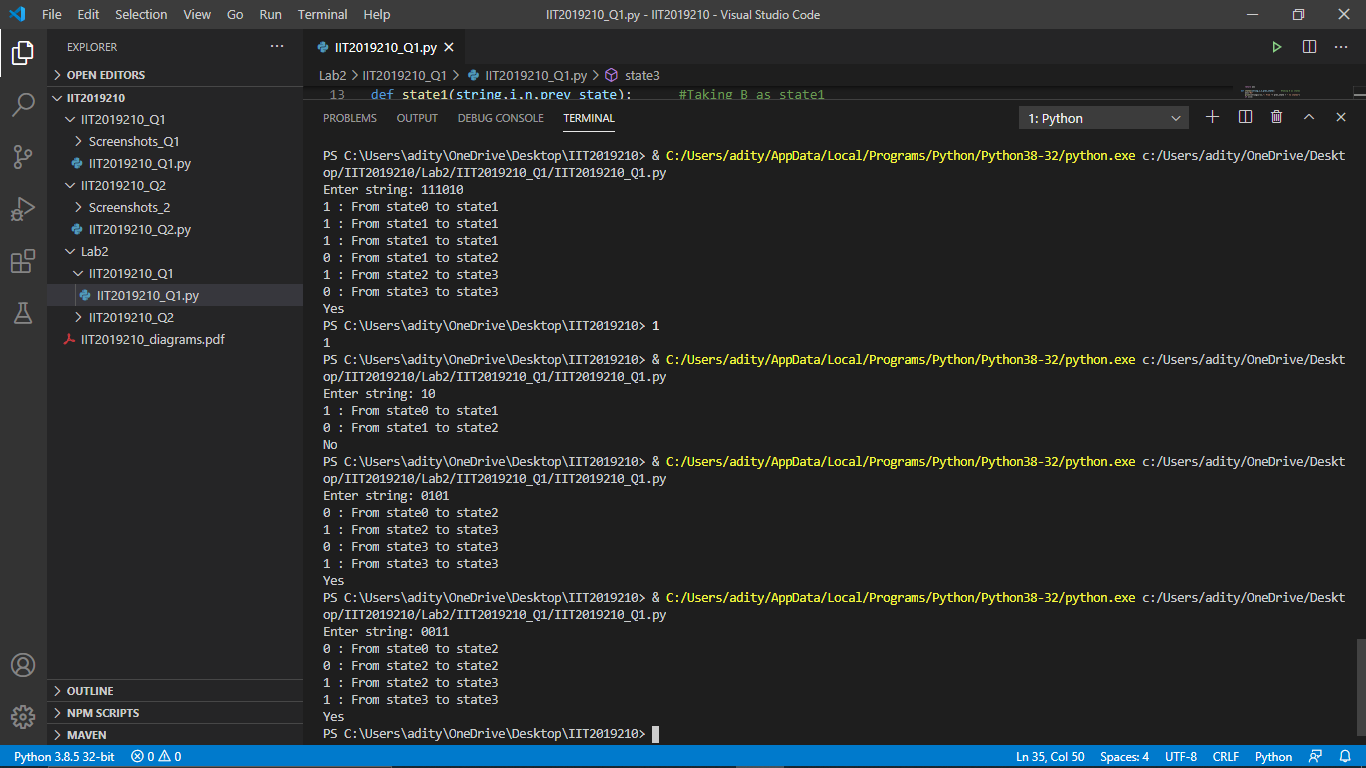 File Edit Selection View Go Run Terminal Help IIT2019210_Q1.py - IIT2019210 - Visual Studio Code
EXPLORER
OPEN EDITORS
IIT2019210
IIT2019210_Q1
Screenshots_Q1
IIT2019210_Q1.py
IIT2019210_Q2
Screenshots_2
IIT2019210_Q2.py
Lab2
IIT2019210_Q1
IIT2019210_Q1.py
IIT2019210_Q2
IIT2019210_diagrams.pdf
OUTLINE
NPM SCRIPTS
MAVEN
IIT2019210_Q1.py
Lab2 > IIT2019210_Q1 > IIT2019210_Q1.py > state3
13 def state1(string,i,n,prev_state): #Taking B as state1
PROBLEMS OUTPUT DEBUG CONSOLE TERMINAL 1: Python
PS C:\Users\adity\OneDrive\Desktop\IIT2019210> & C:/Users/adity/AppData/Local/Programs/Python/Python38-32/python.exe c:/Users/adity/OneDrive/Deskt
op/IIT2019210/Lab2/IIT2019210_Q1/IIT2019210_Q1.py
Enter string: 111010
1 : From state0 to state1
1 : From state1 to state1
1 : From state1 to state1
0 : From state1 to state2
1 : From state2 to state3
0 : From state3 to state3
Yes
PS C:\Users\adity\OneDrive\Desktop\IIT2019210> 1
1
PS C:\Users\adity\OneDrive\Desktop\IIT2019210> & C:/Users/adity/AppData/Local/Programs/Python/Python38-32/python.exe c:/Users/adity/OneDrive/Deskt
op/IIT2019210/Lab2/IIT2019210_Q1/IIT2019210_Q1.py
Enter string: 10
1 : From state0 to state1
0 : From state1 to state2
No
PS C:\Users\adity\OneDrive\Desktop\IIT2019210> & C:/Users/adity/AppData/Local/Programs/Python/Python38-32/python.exe c:/Users/adity/OneDrive/Deskt
op/IIT2019210/Lab2/IIT2019210_Q1/IIT2019210_Q1.py
Enter string: 0101
0 : From state0 to state2
1 : From state2 to state3
0 : From state3 to state3
1 : From state3 to state3
Yes
PS C:\Users\adity\OneDrive\Desktop\IIT2019210> & C:/Users/adity/AppData/Local/Programs/Python/Python38-32/python.exe c:/Users/adity/OneDrive/Deskt
op/IIT2019210/Lab2/IIT2019210_Q1/IIT2019210_Q1.py
Enter string: 0011
0 : From state0 to state2
0 : From state2 to state2
1 : From state2 to state3
1 : From state3 to state3
Yes
PS C:\Users\adity\OneDrive\Desktop\IIT2019210>
Python 3.8.5 32-bit 0 0 Ln 35, Col 50 Spaces: 4 UTF-8 CRLF Python